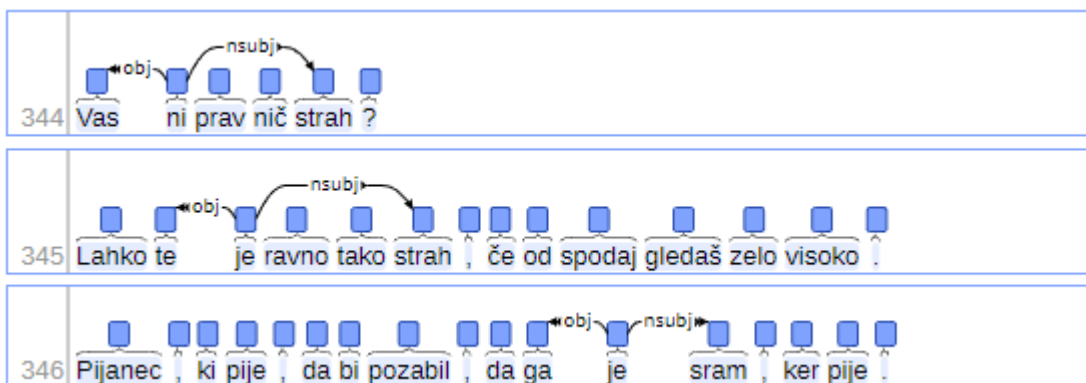 nsubj
obj
344 Vas ni prav nič strah ?
nsubj
obj
345 Lahko te je ravno tako strah , če od spodaj gledaš zelo visoko .
obj nsubj
346 Pijanec , ki pije , da bi pozabil , da ga je sram , ker pije .